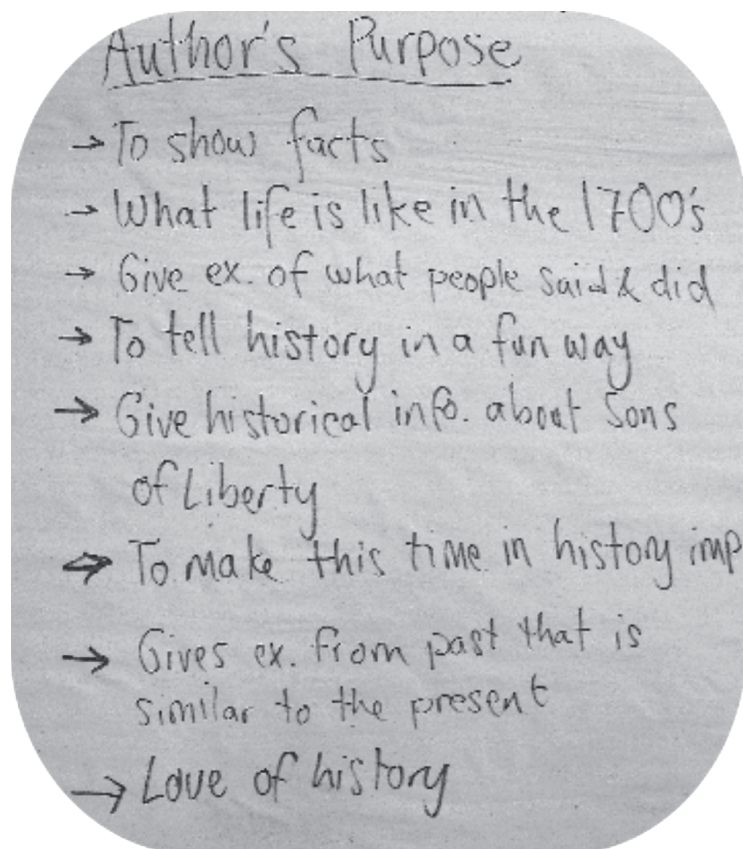 Author's Purpose
→ To show facts
→ What life is like in the 1700's
→ Give ex. of what people said & did
→ To tell history in a fun way
→ Give historical info. about Sons
of Liberty
→ To make this time in history imp
→ Gives ex. from past that is
similar to the present
→ Love of history